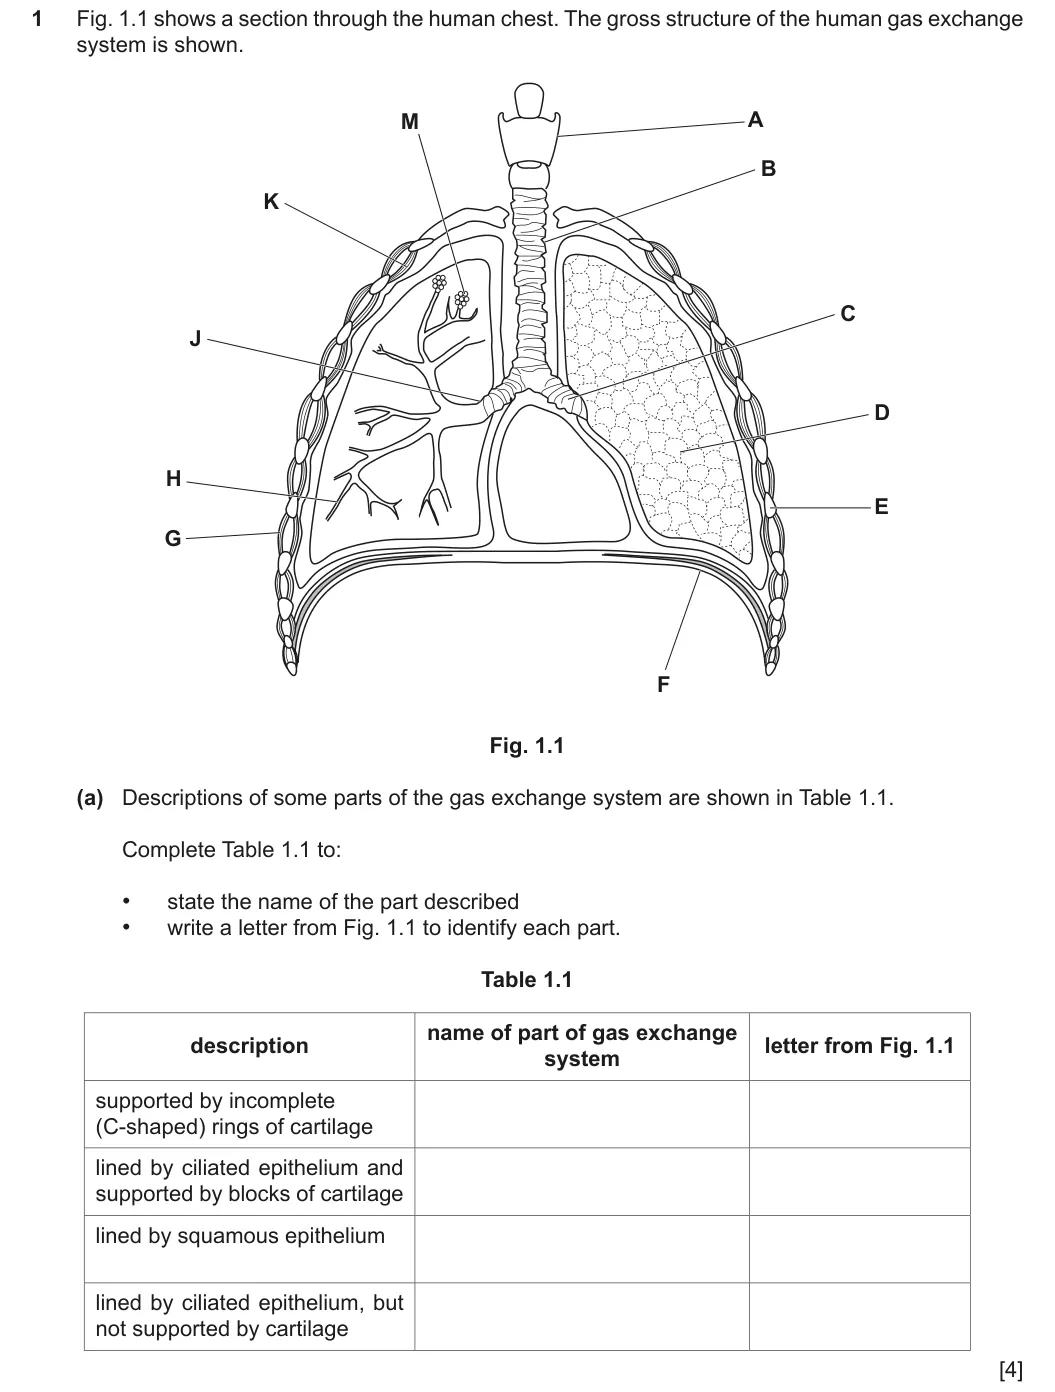 1 Fig. 1.1 shows a section through the human chest. The gross structure of the human gas exchange
system is shown.
M
A
B
K
C
J
D
H
E
G
F
Fig. 1.1
(a) Descriptions of some parts of the gas exchange system are shown in Table 1.1.
Complete Table 1.1 to:
• state the name of the part described
• write a letter from Fig. 1.1 to identify each part.
Table 1.1
description
name of part of gas exchange
system
letter from Fig. 1.1
supported by incomplete
(C-shaped) rings of cartilage
lined by ciliated epithelium and
supported by blocks of cartilage
lined by squamous epithelium
lined by ciliated epithelium, but
not supported by cartilage
[4]